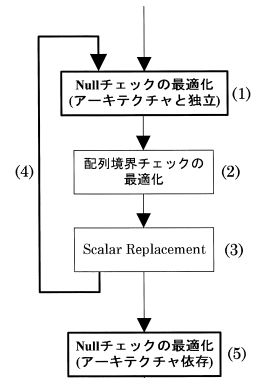 Nullチェックの最適化
(アーキテクチャと独立)
(1)
配列境界チェックの
最適化
(2)
(4)
Scalar Replacement
(3)
Nullチェックの最適化
(アーキテクチャ依存)
(5)